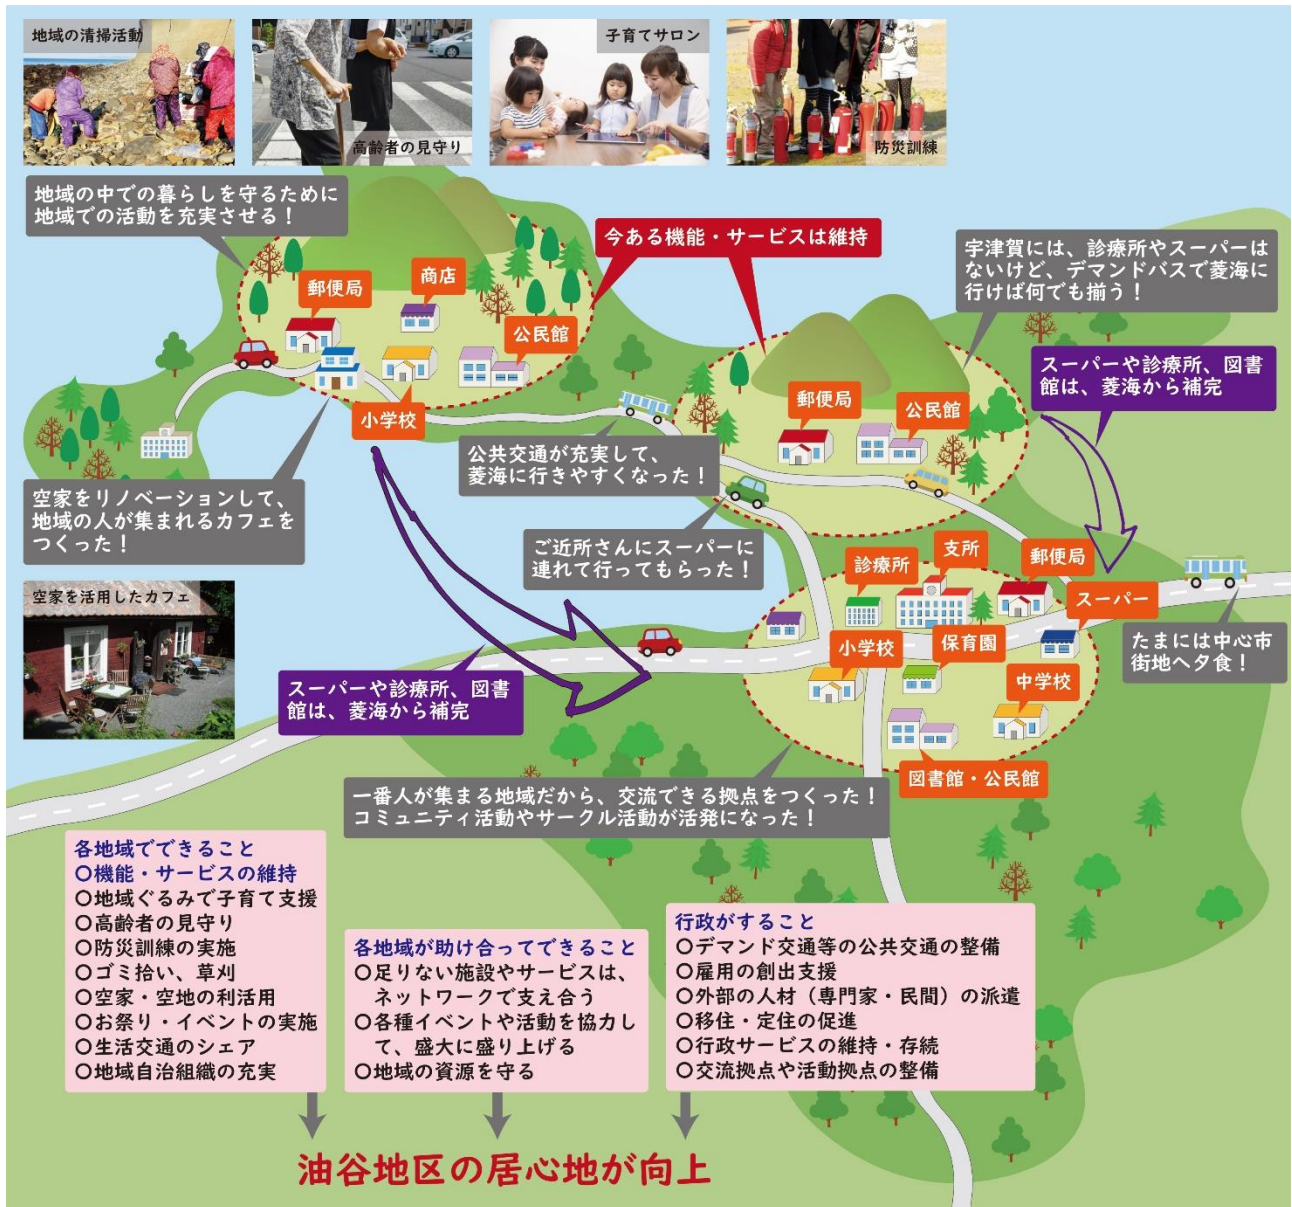 地域の清掃活動
高齢者の見守り
子育てサロン
防災訓練
地域の中での暮らしを守るために
地域での活動を充実させる！
今ある機能・サービスは維持
宇津賀には、診療所やスーパーは
ないけど、デマンドバスで菱海に
行けば何でも揃う！
郵便局
商店
公民館
小学校
郵便局
公民館
スーパーや診療所、図書
館は、菱海から補完
公共交通が充実して、
菱海に行きやすくなった！
空家をリノベーションして、
地域の人が集まれるカフェを
つくった！
ご近所さんにスーパーに
連れて行ってもらった！
空家を活用したカフェ
診療所
支所
郵便局
スーパー
小学校
保育園
中学校
図書館・公民館
たまには中心市
街地へ夕食！
スーパーや診療所、図書
館は、菱海から補完
一番人が集まる地域だから、交流できる拠点をつくった！
コミュニティ活動やサークル活動が活発になった！
各地域でできること
〇機能・サービスの維持
〇地域ぐるみで子育て支援
〇高齢者の見守り
〇防災訓練の実施
〇ゴミ拾い、草刈
〇空家・空地の利活用
〇お祭り・イベントの実施
〇生活交通のシェア
〇地域自治組織の充実
各地域が助け合ってできること
〇足りない施設やサービスは、
ネットワークで支え合う
〇各種イベントや活動を協力し
て、盛大に盛り上げる
〇地域の資源を守る
行政がすること
〇デマンド交通等の公共交通の整備
〇雇用の創出支援
〇外部の人材（専門家・民間）の派遣
〇移住・定住の促進
〇行政サービスの維持・存続
〇交流拠点や活動拠点の整備
油谷地区の居心地が向上